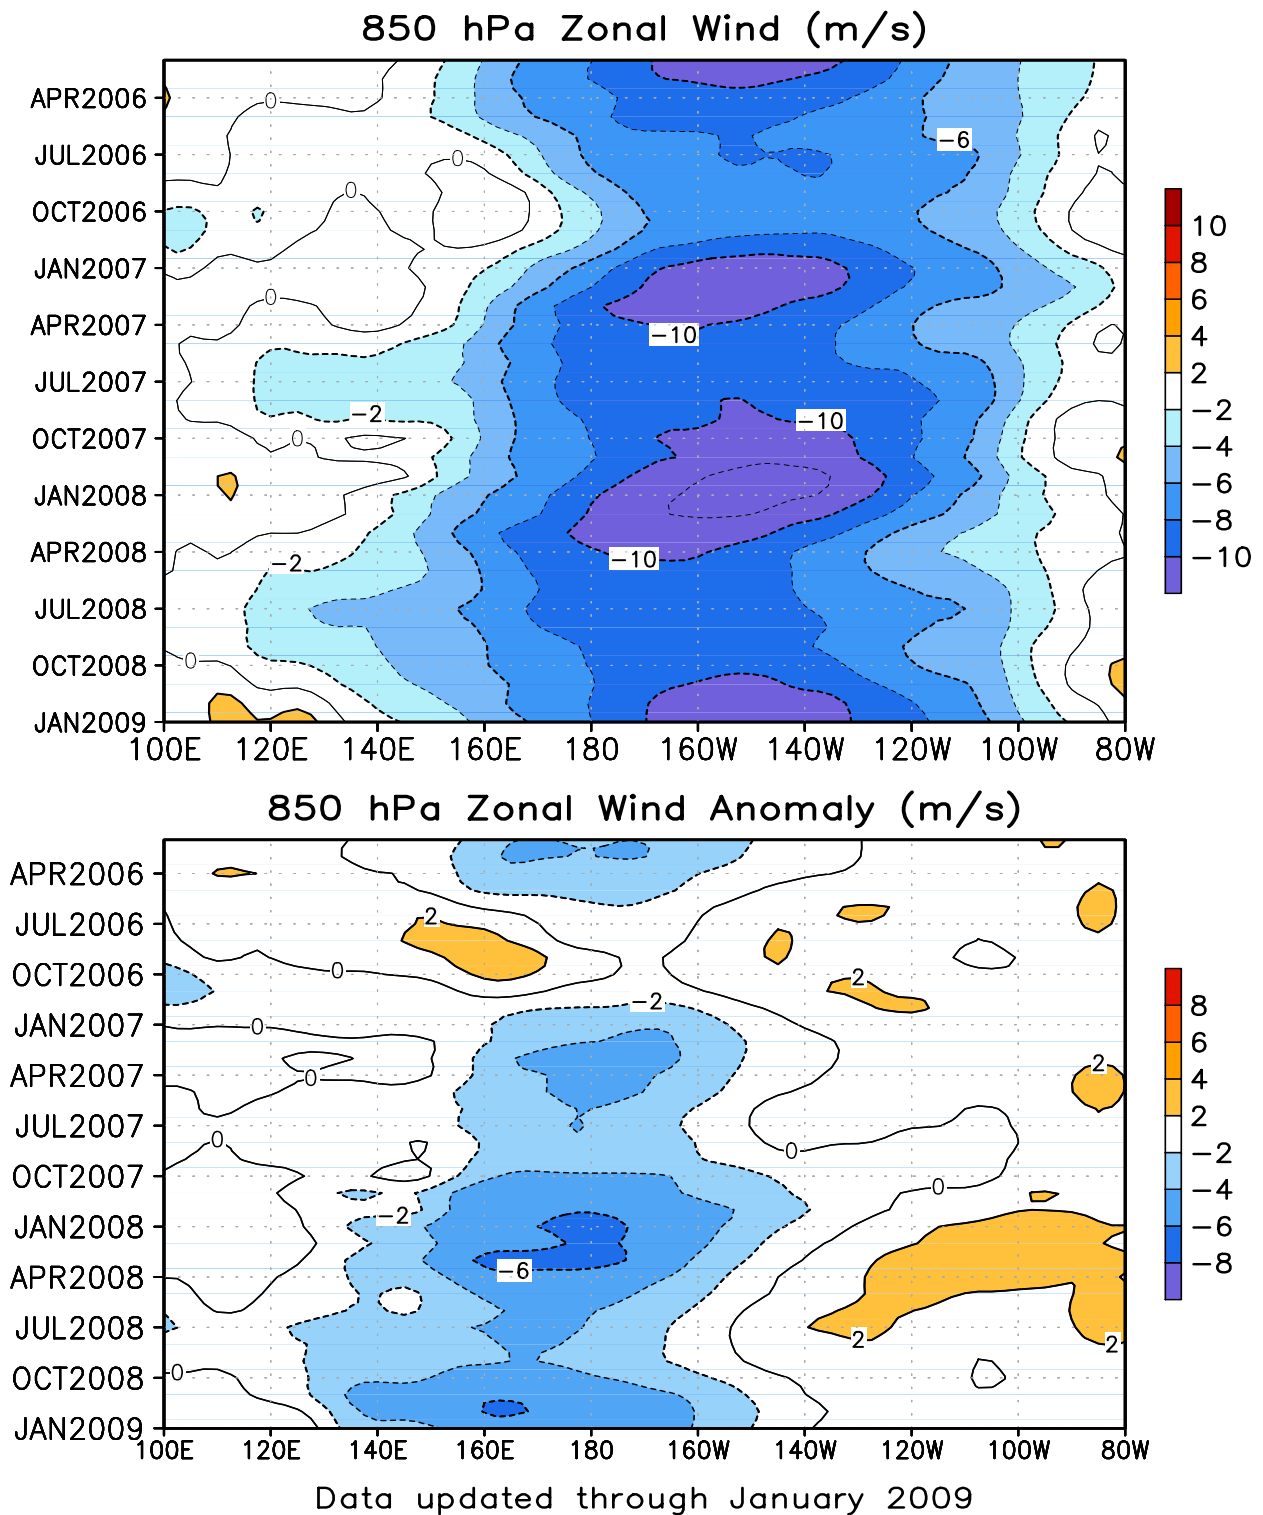 850 hPa Zonal Wind (m/s)
APR2006
JUL2006
OCT2006
JAN2007
APR2007
JUL2007
OCT2007
JAN2008
APR2008
JUL2008
OCT2008
JAN2009
0
0
0
-6
0
-10
-2
-10
0
-10
-2
0
100E 120E 140E 160E 180 160W 140W 120W 100W 80W
10
8
6
4
2
-2
-4
-6
-8
-10
850 hPa Zonal Wind Anomaly (m/s)
APR2006
JUL2006
OCT2006
JAN2007
APR2007
JUL2007
OCT2007
JAN2008
APR2008
JUL2008
OCT2008
JAN2009
2
0
2
-2
0
2
0
0
0
0
-2
-6
2
2
0
100E 120E 140E 160E 180 160W 140W 120W 100W 80W
8
6
4
2
-2
-4
-6
-8
Data updated through January 2009